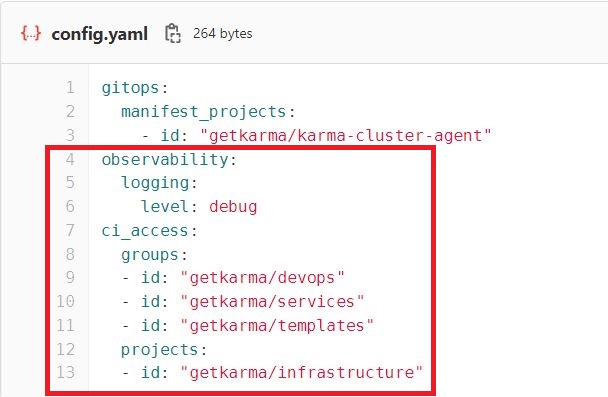 {...} config.yaml 264 bytes
1 gitops:
2   manifest_projects:
3     - id: "getkarma/karma-cluster-agent"
4 observability:
5   logging:
6     level: debug
7 ci_access:
8   groups:
9   - id: "getkarma/devops"
10   - id: "getkarma/services"
11   - id: "getkarma/templates"
12   projects:
13   - id: "getkarma/infrastructure"